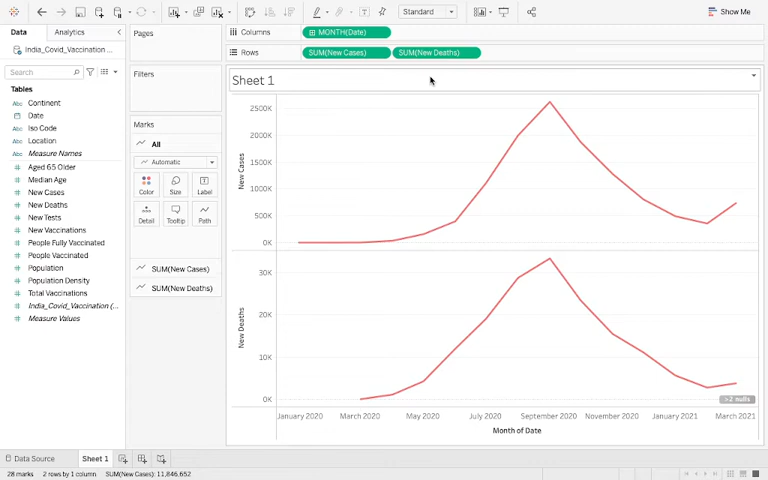 Standard
Show Me
Data
Analytics
Pages
Columns
MONTH(Date)
India_Covid_Vaccination ...
Rows
SUM(New Cases)
SUM(New Deaths)
Search
Filters
Sheet 1
Tables
Abc Continent
Date
Abc Iso Code
Abc Location
Abc Measure Names
Aged 65 Older
Median Age
New Cases
New Deaths
New Tests
New Vaccinations
People Fully Vaccinated
People Vaccinated
Population
Population Density
Total Vaccinations
India_Covid_Vaccination (...
Measure Values
Marks
All
Automatic
Color
Size
Label
Detail
Tooltip
Path
SUM(New Cases)
SUM(New Deaths)
New Cases
2500K
2000K
1500K
1000K
500K
0K
New Deaths
30K
20K
10K
0K
>2 nulls
January 2020
March 2020
May 2020
July 2020
September 2020
November 2020
January 2021
March 2021
Month of Date
Data Source
Sheet 1
28 marks
2 rows by 1 column
SUM(New Cases): 11,846,652